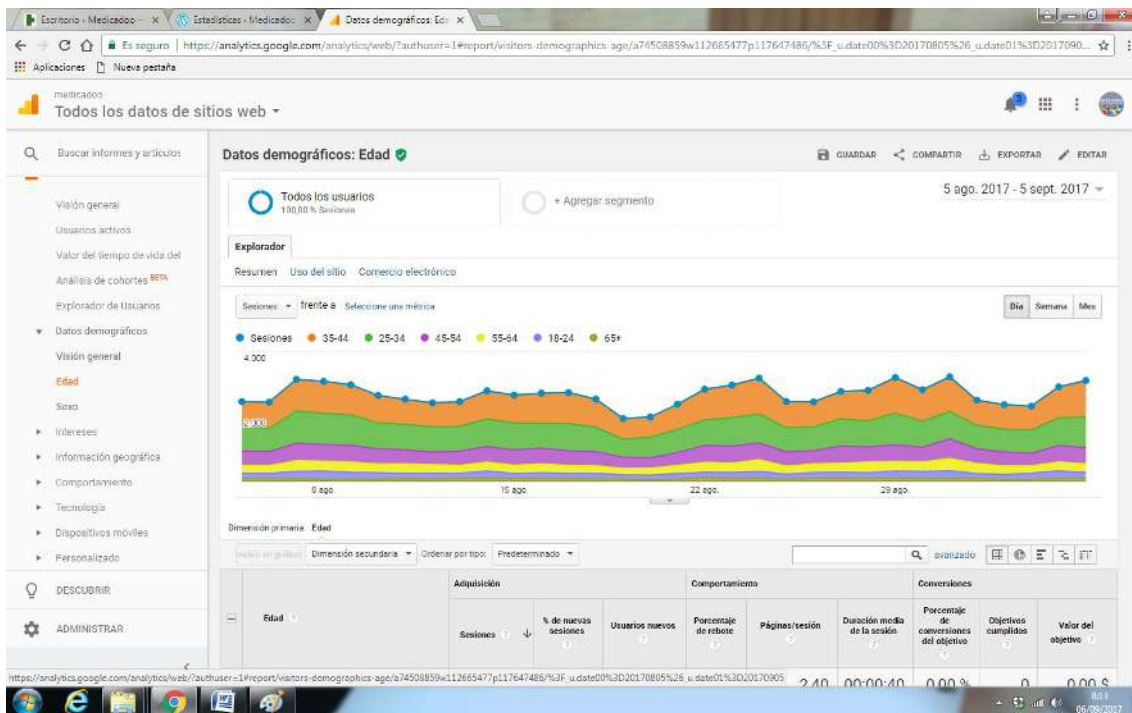 Escritorio ‹ Medicadoo —
Estadísticas ‹ Medicadoo
Datos demográficos: Eda
Es seguro | https://analytics.google.com/analytics/web/?authuser=1#report/visitors-demographics-age/a74508859w112665477p117647486/%3F_u.date00%3D20170805%26_u.date01%3D2017090...
Aplicaciones Nueva pestaña
medicadoo
Todos los datos de sitios web
3
Buscar informes y artículos
Datos demográficos: Edad
GUARDAR COMPARTIR EXPORTAR EDITAR
Todos los usuarios
100,00 % Sesiones
+ Agregar segmento
5 ago. 2017 - 5 sept. 2017
Visión general
Usuarios activos
Valor del tiempo de vida del
Análisis de cohortes BETA
Explorador de Usuarios
Datos demográficos
Visión general
Edad
Sexo
Intereses
Información geográfica
Comportamiento
Tecnología
Dispositivos móviles
Personalizado
DESCUBRIR
ADMINISTRAR
Explorador
Resumen Uso del sitio Comercio electrónico
Sesiones frente a Seleccione una métrica
Día Semana Mes
Sesiones 35-44 25-34 45-54 55-64 18-24 65+
4.000
2.000
8 ago. 15 ago. 22 ago. 29 ago.
Dimensión primaria: Edad
Dimensión secundaria Ordenar por tipo: Predeterminado
avanzado
Adquisición Comportamiento Conversiones
Edad
Sesiones
% de nuevas sesiones
Usuarios nuevos
Porcentaje de rebote
Páginas/sesión
Duración media de la sesión
Porcentaje de conversiones del objetivo
Objetivos cumplidos
Valor del objetivo
https://analytics.google.com/analytics/web/?authuser=1#report/visitors-demographics-age/a74508859w112665477p117647486/%3F_u.date00%3D20170805%26_u.date01%3D20170905
2,40 00:00:40 0,00 % 0 0,00 $
06/09/2017